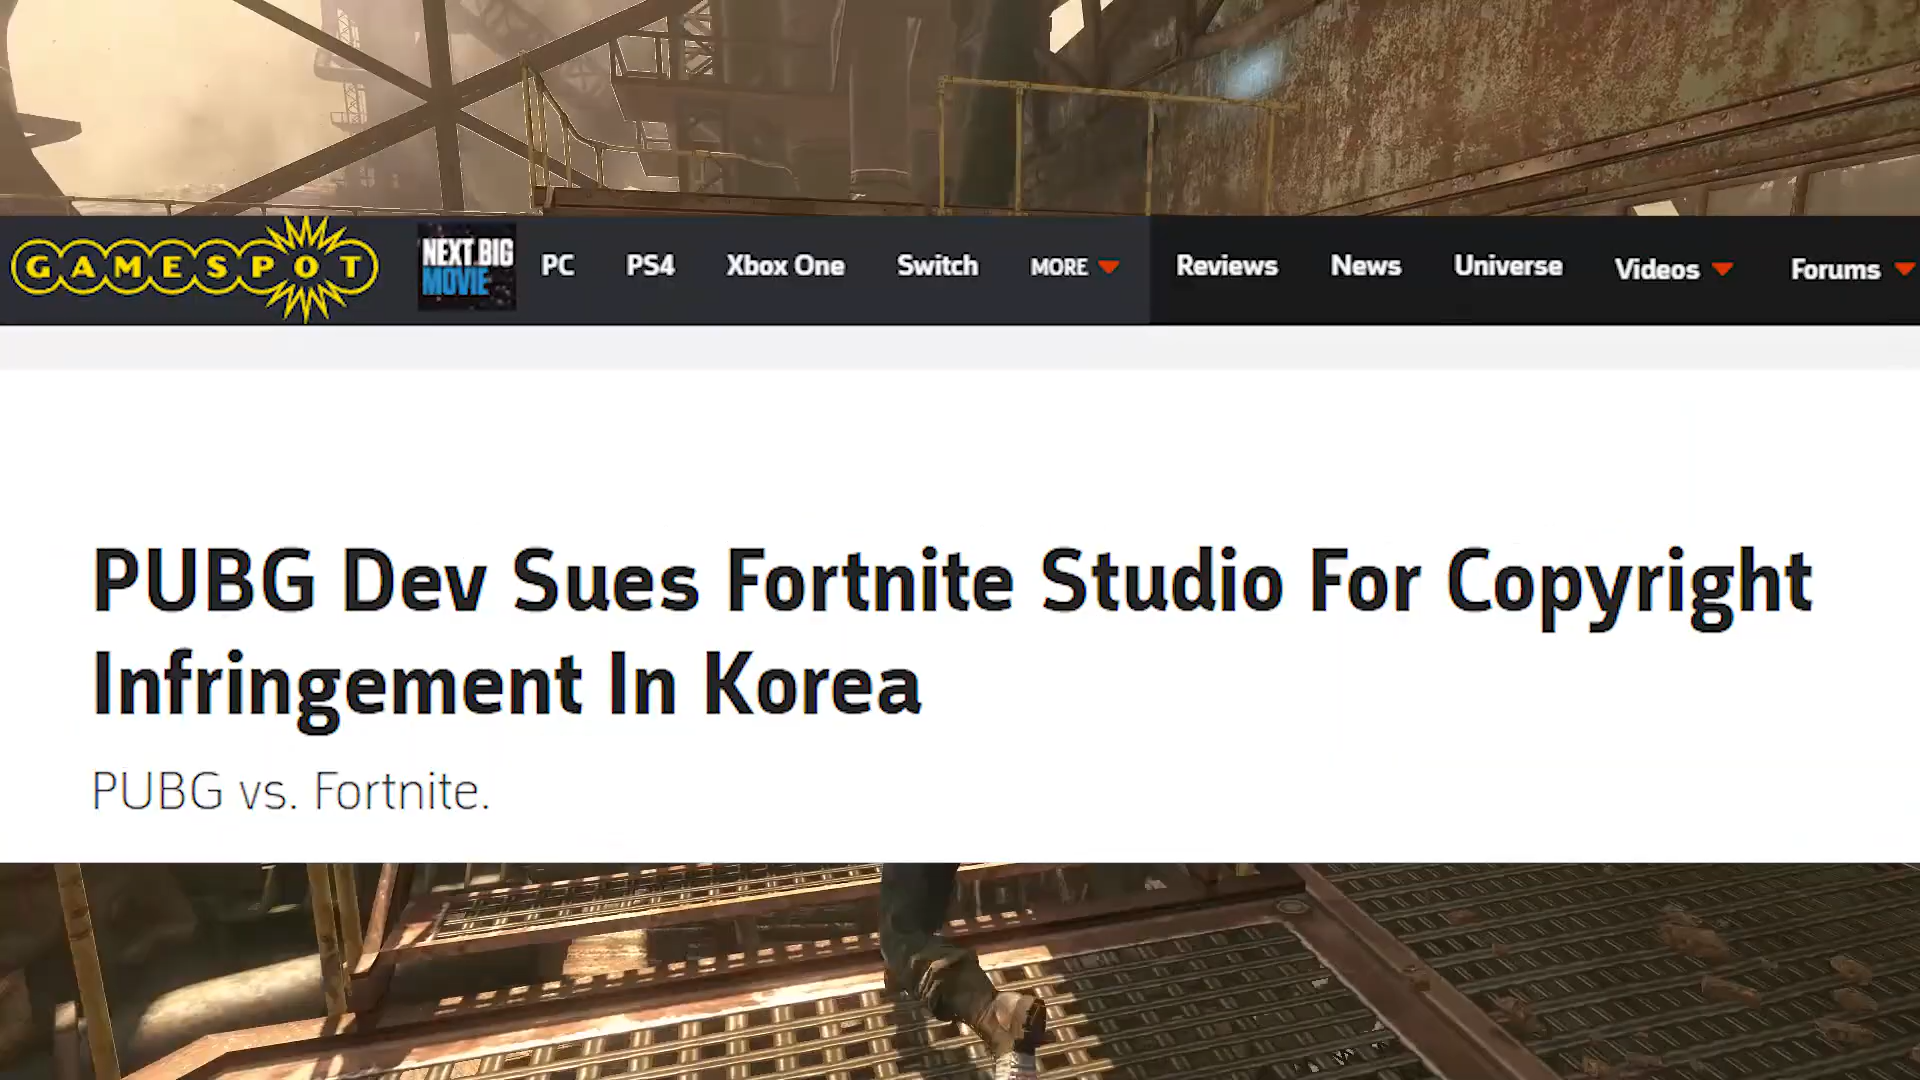 GAMESPOT
NEXT BIG
MOVIE
PC PS4 Xbox One Switch MORE Reviews News Universe Videos Forums
PUBG Dev Sues Fortnite Studio For Copyright
Infringement In Korea
PUBG vs. Fortnite.